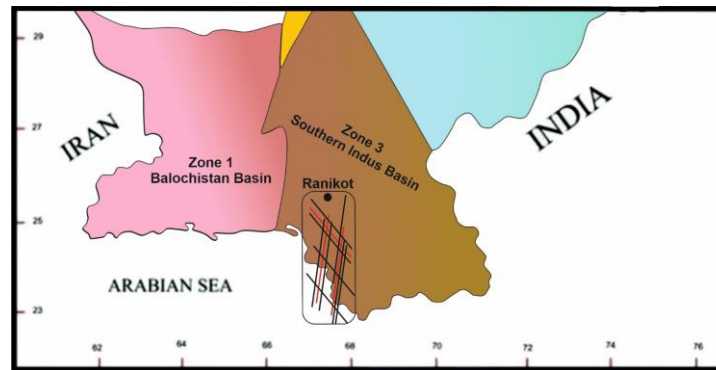 29
27
25
23
IRAN
INDIA
Zone 1
Balochistan Basin
Zone 3
Southern Indus Basin
Ranikot
ARABIAN SEA
62
64
66
68
70
72
74
76